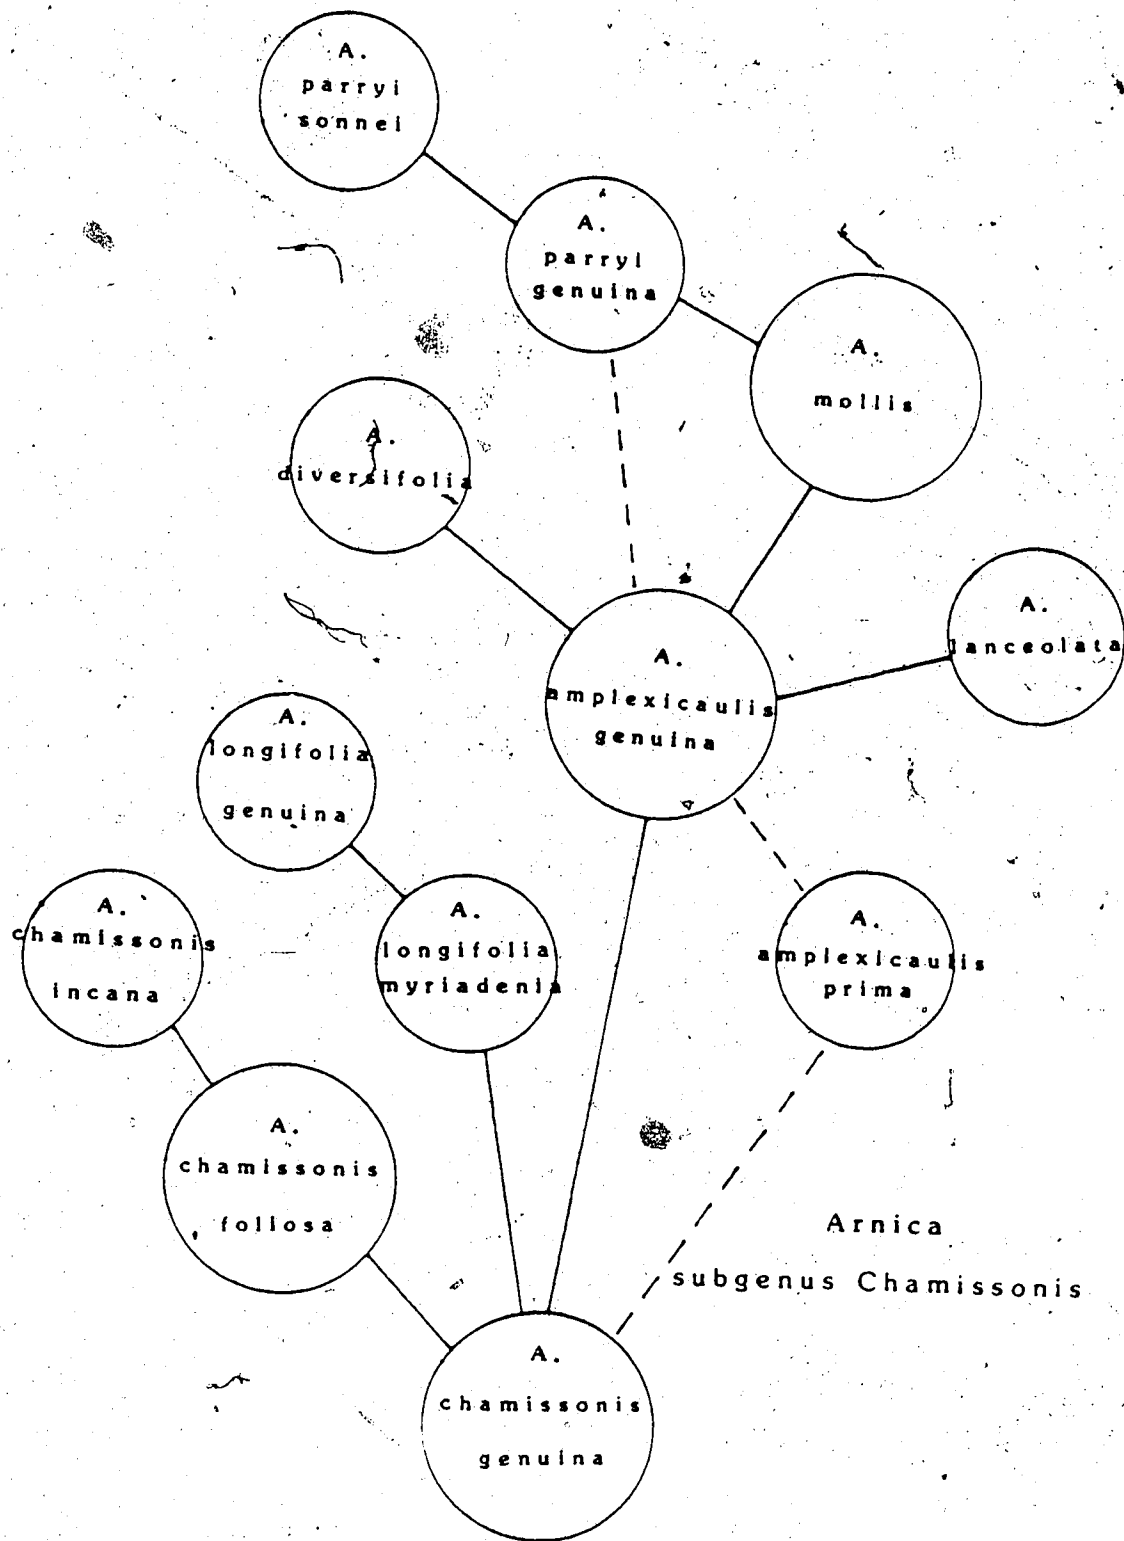 A.
parryi
sonnei
A.
parryi
genuina
A.
mollis
A.
diversifolia
A.
lanceolata
A.
amplexicaulis
genuina
A.
longifolia
genuina
A.
chamissonis
incana
A.
longifolia
myriadenia
A.
amplexicaulis
prima
A.
chamissonis
foliosa
Arnica
subgenus Chamissonis
A.
chamissonis
genuina